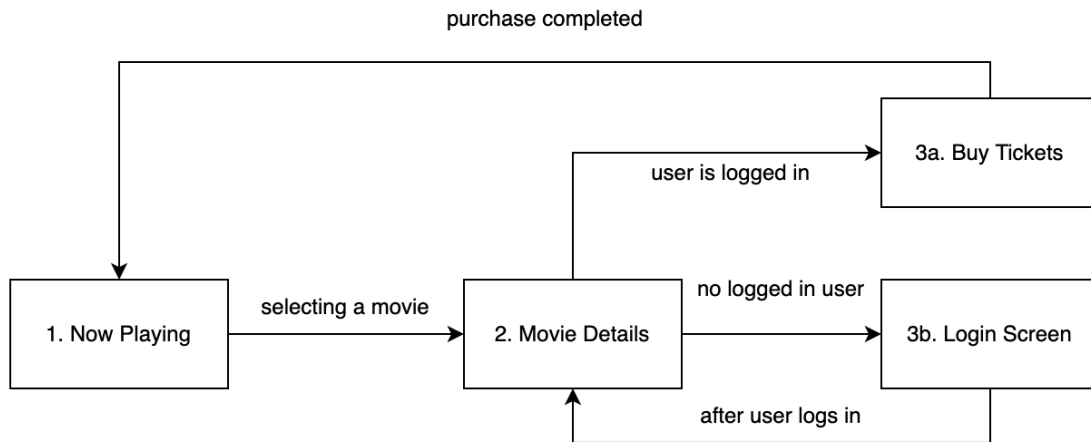 purchase completed
3a. Buy Tickets
user is logged in
no logged in user
selecting a movie
1. Now Playing
2. Movie Details
3b. Login Screen
after user logs in